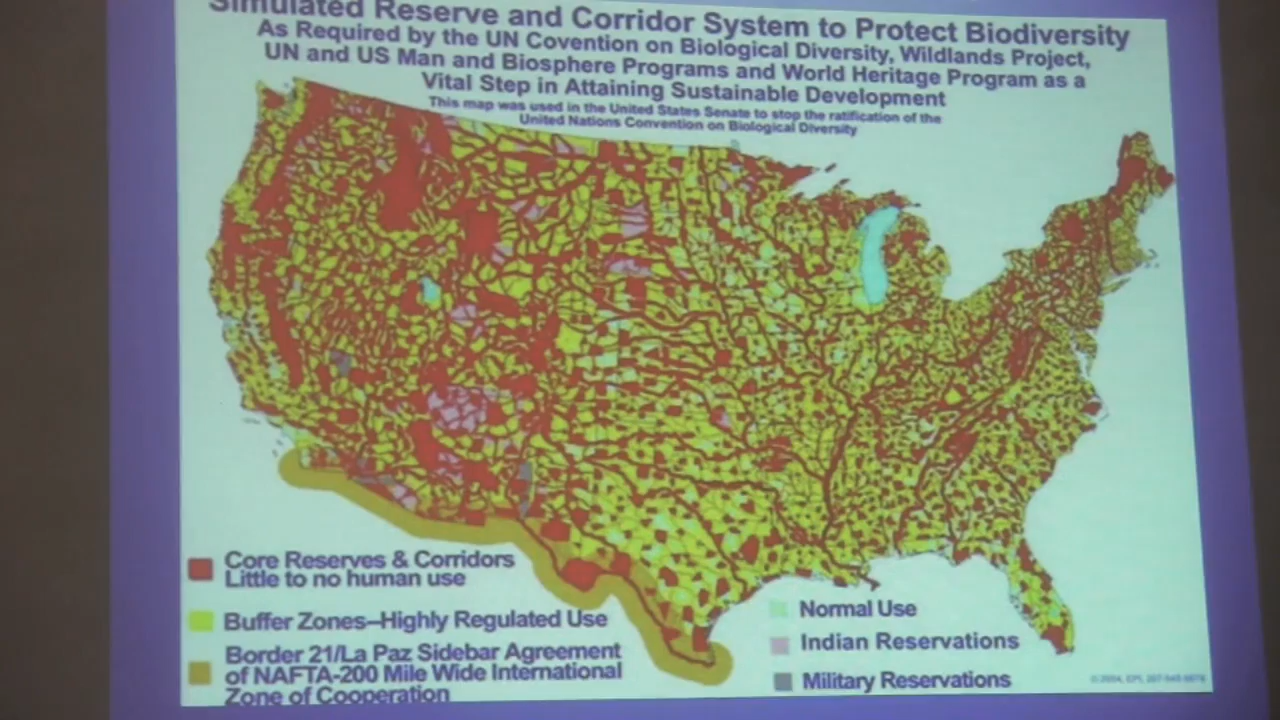 Simulated Reserve and Corridor System to Protect Biodiversity
As Required by the UN Covention on Biological Diversity, Wildlands Project,
UN and US Man and Biosphere Programs and World Heritage Program as a
Vital Step in Attaining Sustainable Development
This map was used in the United States Senate to stop the ratification of the
United Nations Convention on Biological Diversity
Core Reserves & Corridors
Little to no human use
Buffer Zones–Highly Regulated Use
Border 21/La Paz Sidebar Agreement
of NAFTA-200 Mile Wide International
Zone of Cooperation
Normal Use
Indian Reservations
Military Reservations